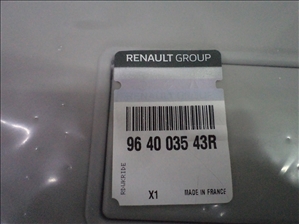 RENAULT GROUP
96 40 035 43R
X1
MADE IN FRANCE